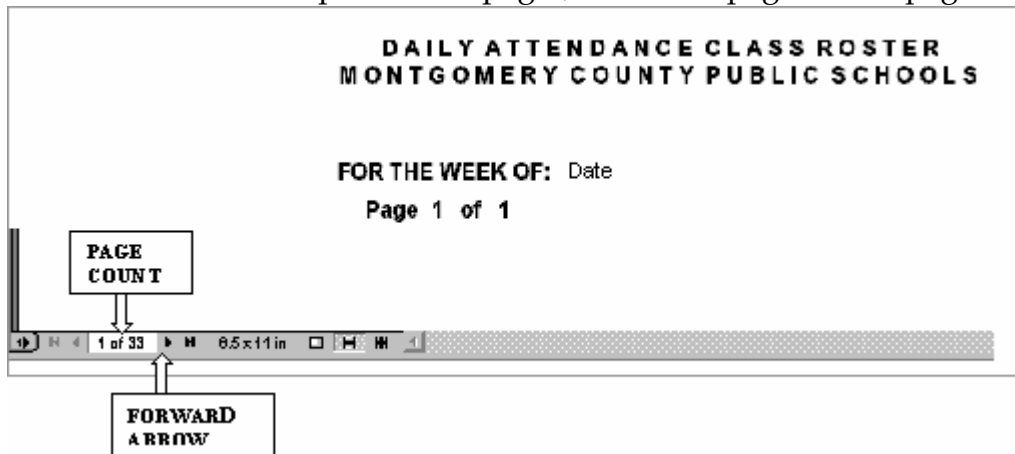 DAILY ATTENDANCE CLASS ROSTER
MONTGOMERY COUNTY PUBLIC SCHOOLS
FOR THE WEEK OF: Date
Page 1 of 1
PAGE
COUNT
1 of 33 8.5 x 11 in
FORWARD
ARROW